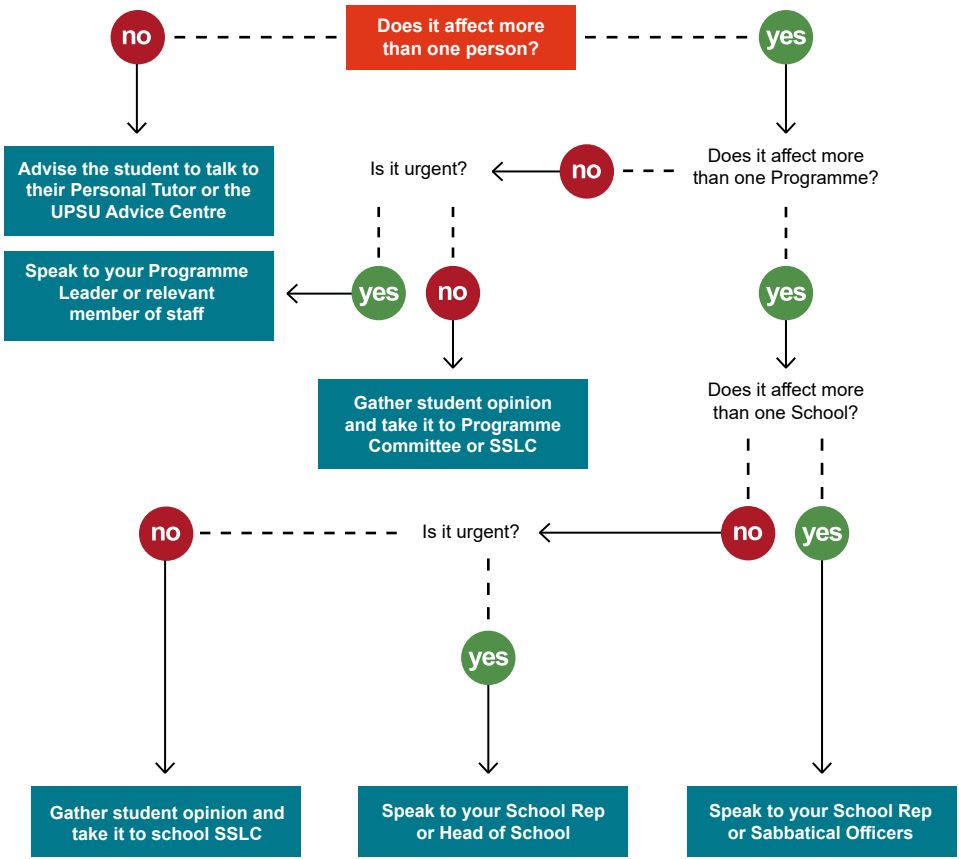 no
Does it affect more
than one person?
yes
Advise the student to talk to
their Personal Tutor or the
UPSU Advice Centre
Is it urgent?
no
Does it affect more
than one Programme?
Speak to your Programme
Leader or relevant
member of staff
yes
no
yes
Gather student opinion
and take it to Programme
Committee or SSLC
Does it affect more
than one School?
no
Is it urgent?
no
yes
yes
Gather student opinion and
take it to school SSLC
Speak to your School Rep
or Head of School
Speak to your School Rep
or Sabbatical Officers